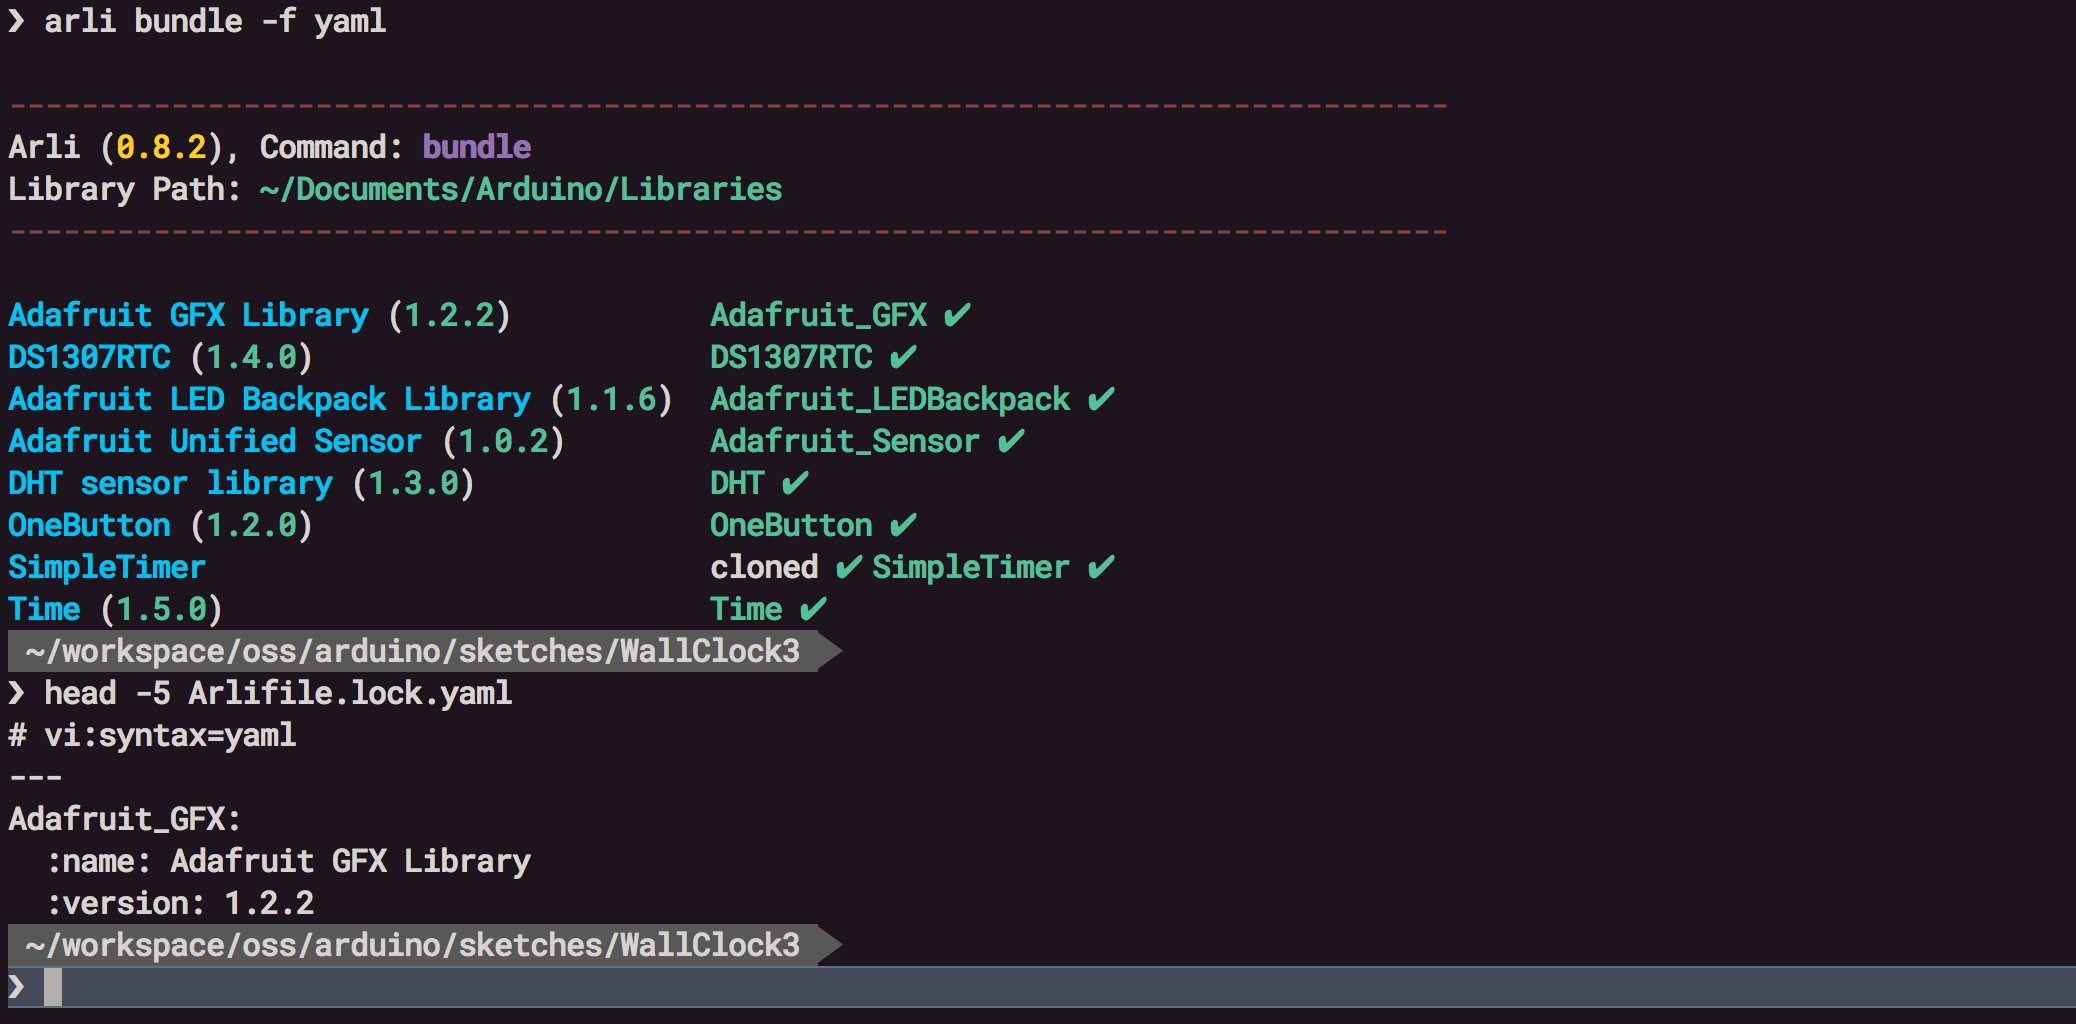 ❯ arli bundle -f yaml
--------------------------------------------------------------------------------
Arli (0.8.2), Command: bundle
Library Path: ~/Documents/Arduino/Libraries
--------------------------------------------------------------------------------
Adafruit GFX Library (1.2.2)           Adafruit_GFX ✔
DS1307RTC (1.4.0)                      DS1307RTC ✔
Adafruit LED Backpack Library (1.1.6)  Adafruit_LEDBackpack ✔
Adafruit Unified Sensor (1.0.2)        Adafruit_Sensor ✔
DHT sensor library (1.3.0)             DHT ✔
OneButton (1.2.0)                      OneButton ✔
SimpleTimer                            cloned ✔ SimpleTimer ✔
Time (1.5.0)                           Time ✔
~/workspace/oss/arduino/sketches/WallClock3
❯ head -5 Arlifile.lock.yaml
# vi:syntax=yaml
---
Adafruit_GFX:
  :name: Adafruit GFX Library
  :version: 1.2.2
~/workspace/oss/arduino/sketches/WallClock3
❯